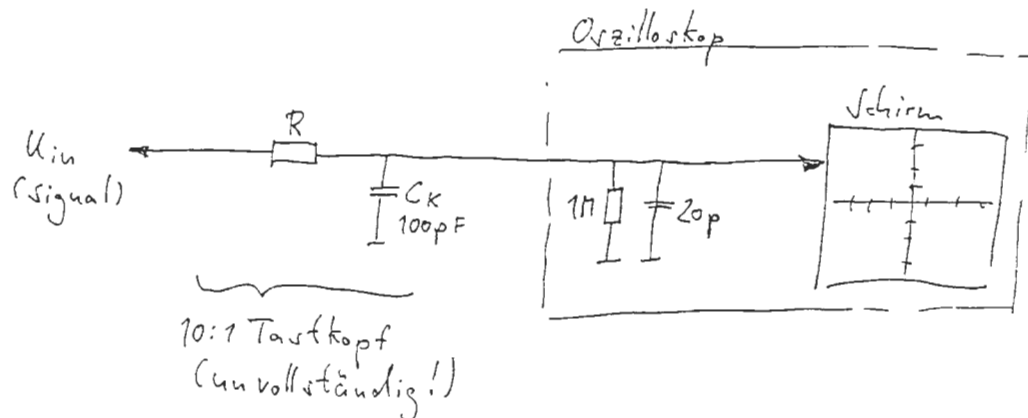 Oszilloskop
Schirm
R
Uin
(Signal)
CK
100pF
1M
20p
10:1 Tastkopf
(unvollständig!)